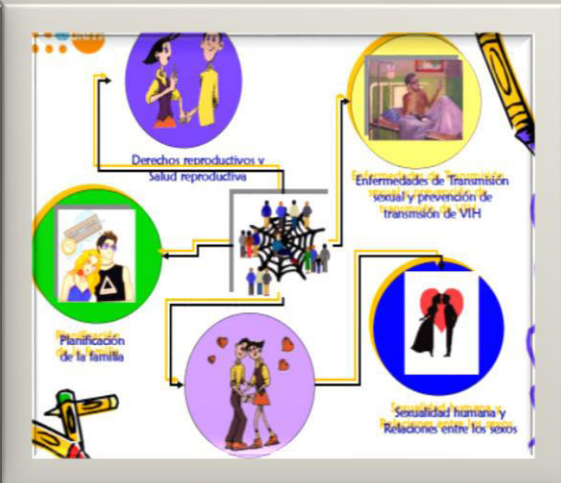 Derechos reproductivos y
Salud reproductiva
Enfermedades de Transmisión
sexual y prevención de
transmsión de VIH
Planificación
de la familia
Sexualidad humana y
Relaciones entre los sexos